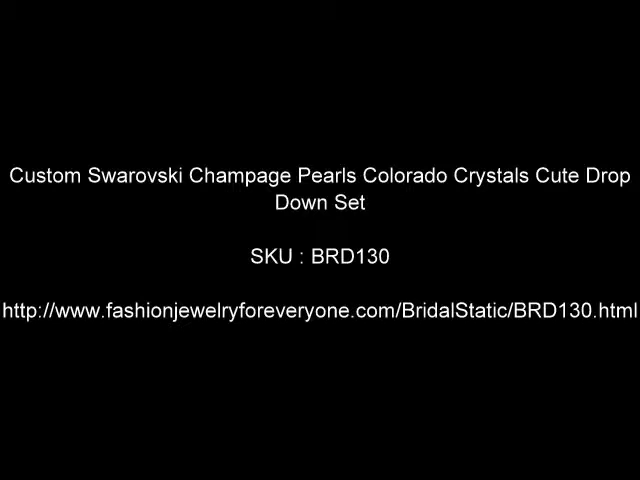 Custom Swarovski Champage Pearls Colorado Crystals Cute Drop
Down Set
SKU : BRD130
http://www.fashionjewelryforeveryone.com/BridalStatic/BRD130.html